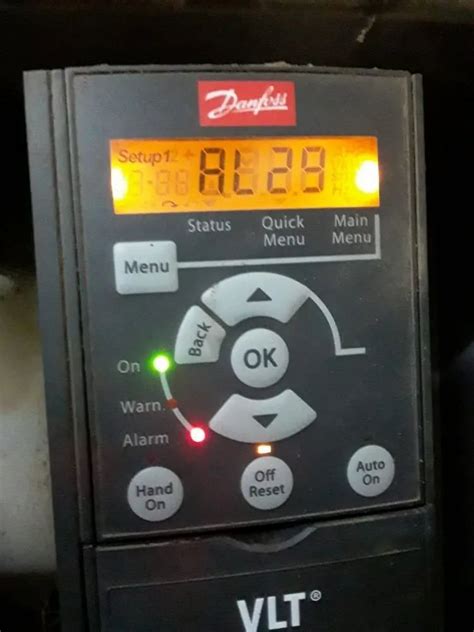 Danfoss
Setup1 AL29
Status Quick Menu Main Menu
Menu
Back
OK
On
Warn.
Alarm
Hand On
Off Reset
Auto On
VLT®